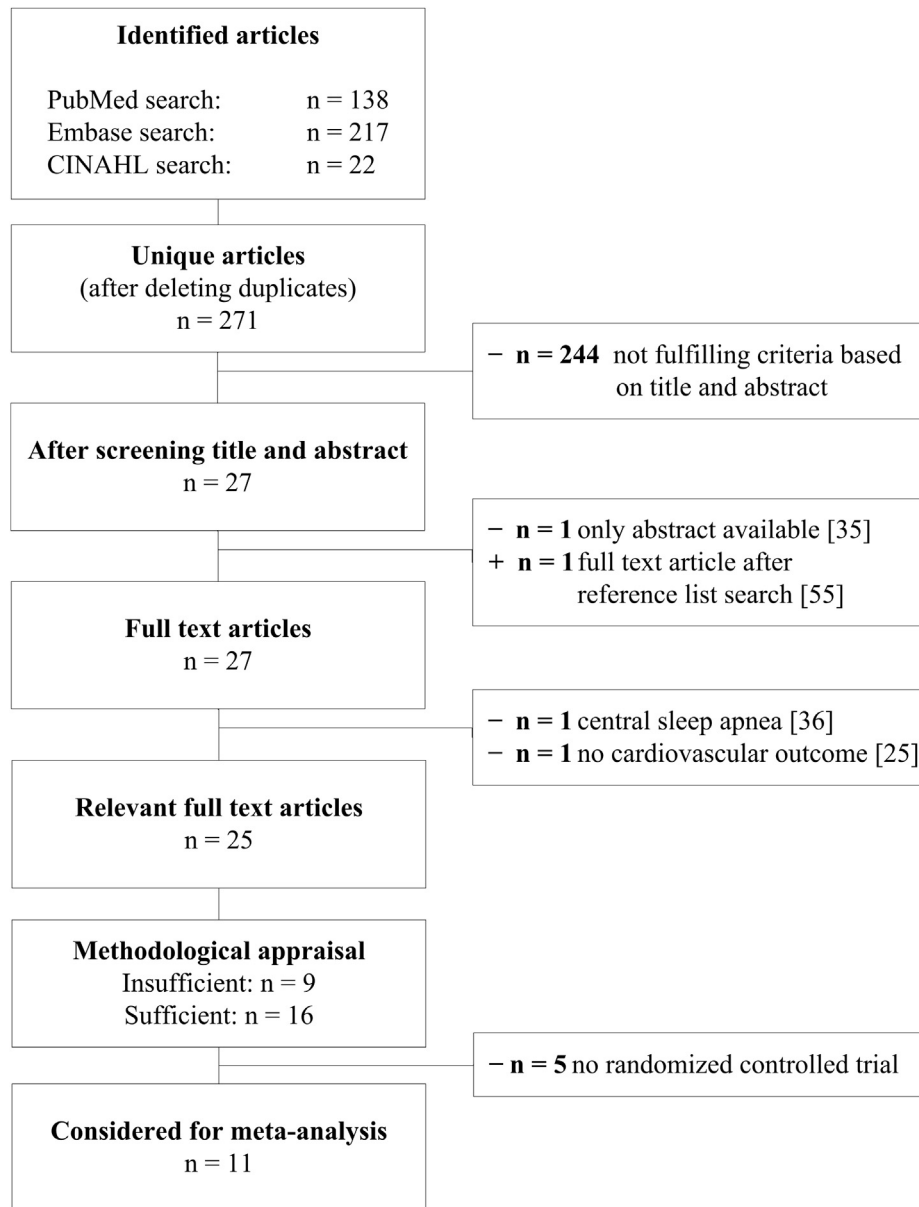 Identified articles
PubMed search: n = 138
Embase search: n = 217
CINAHL search: n = 22
Unique articles
(after deleting duplicates)
n = 271
− n = 244 not fulfilling criteria based
on title and abstract
After screening title and abstract
n = 27
− n = 1 only abstract available [35]
+ n = 1 full text article after
reference list search [55]
Full text articles
n = 27
− n = 1 central sleep apnea [36]
− n = 1 no cardiovascular outcome [25]
Relevant full text articles
n = 25
Methodological appraisal
Insufficient: n = 9
Sufficient: n = 16
− n = 5 no randomized controlled trial
Considered for meta-analysis
n = 11